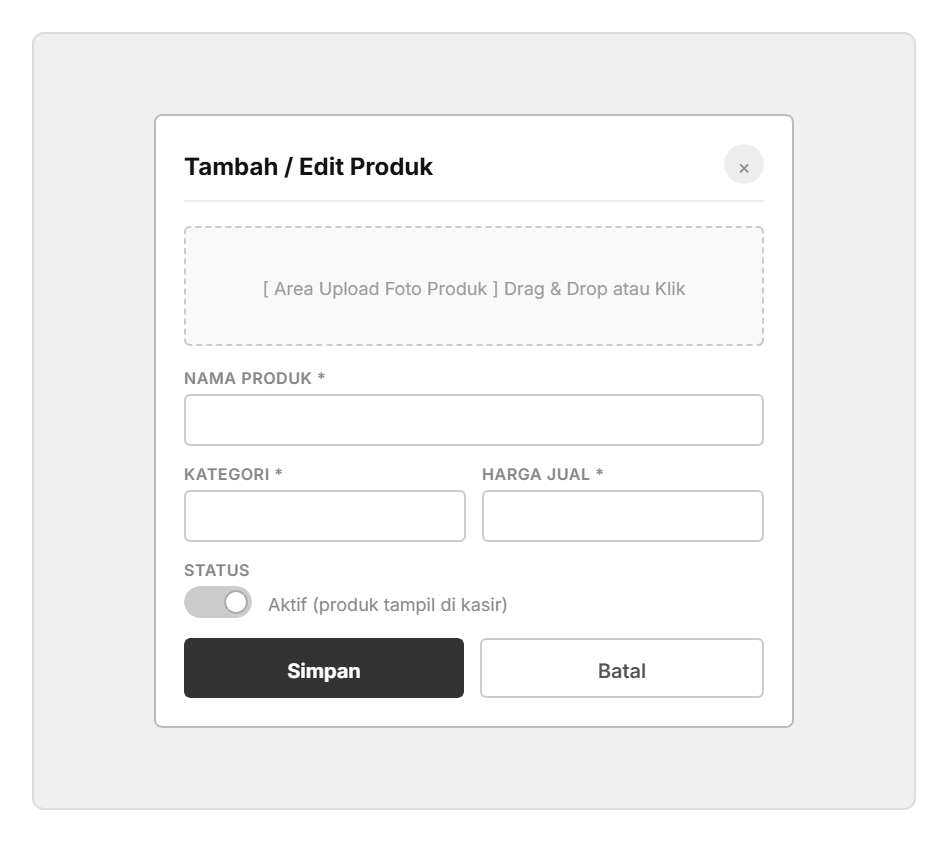 Tambah / Edit Produk
×
[ Area Upload Foto Produk ] Drag & Drop atau Klik
NAMA PRODUK *
KATEGORI *
HARGA JUAL *
STATUS
Aktif (produk tampil di kasir)
Simpan
Batal